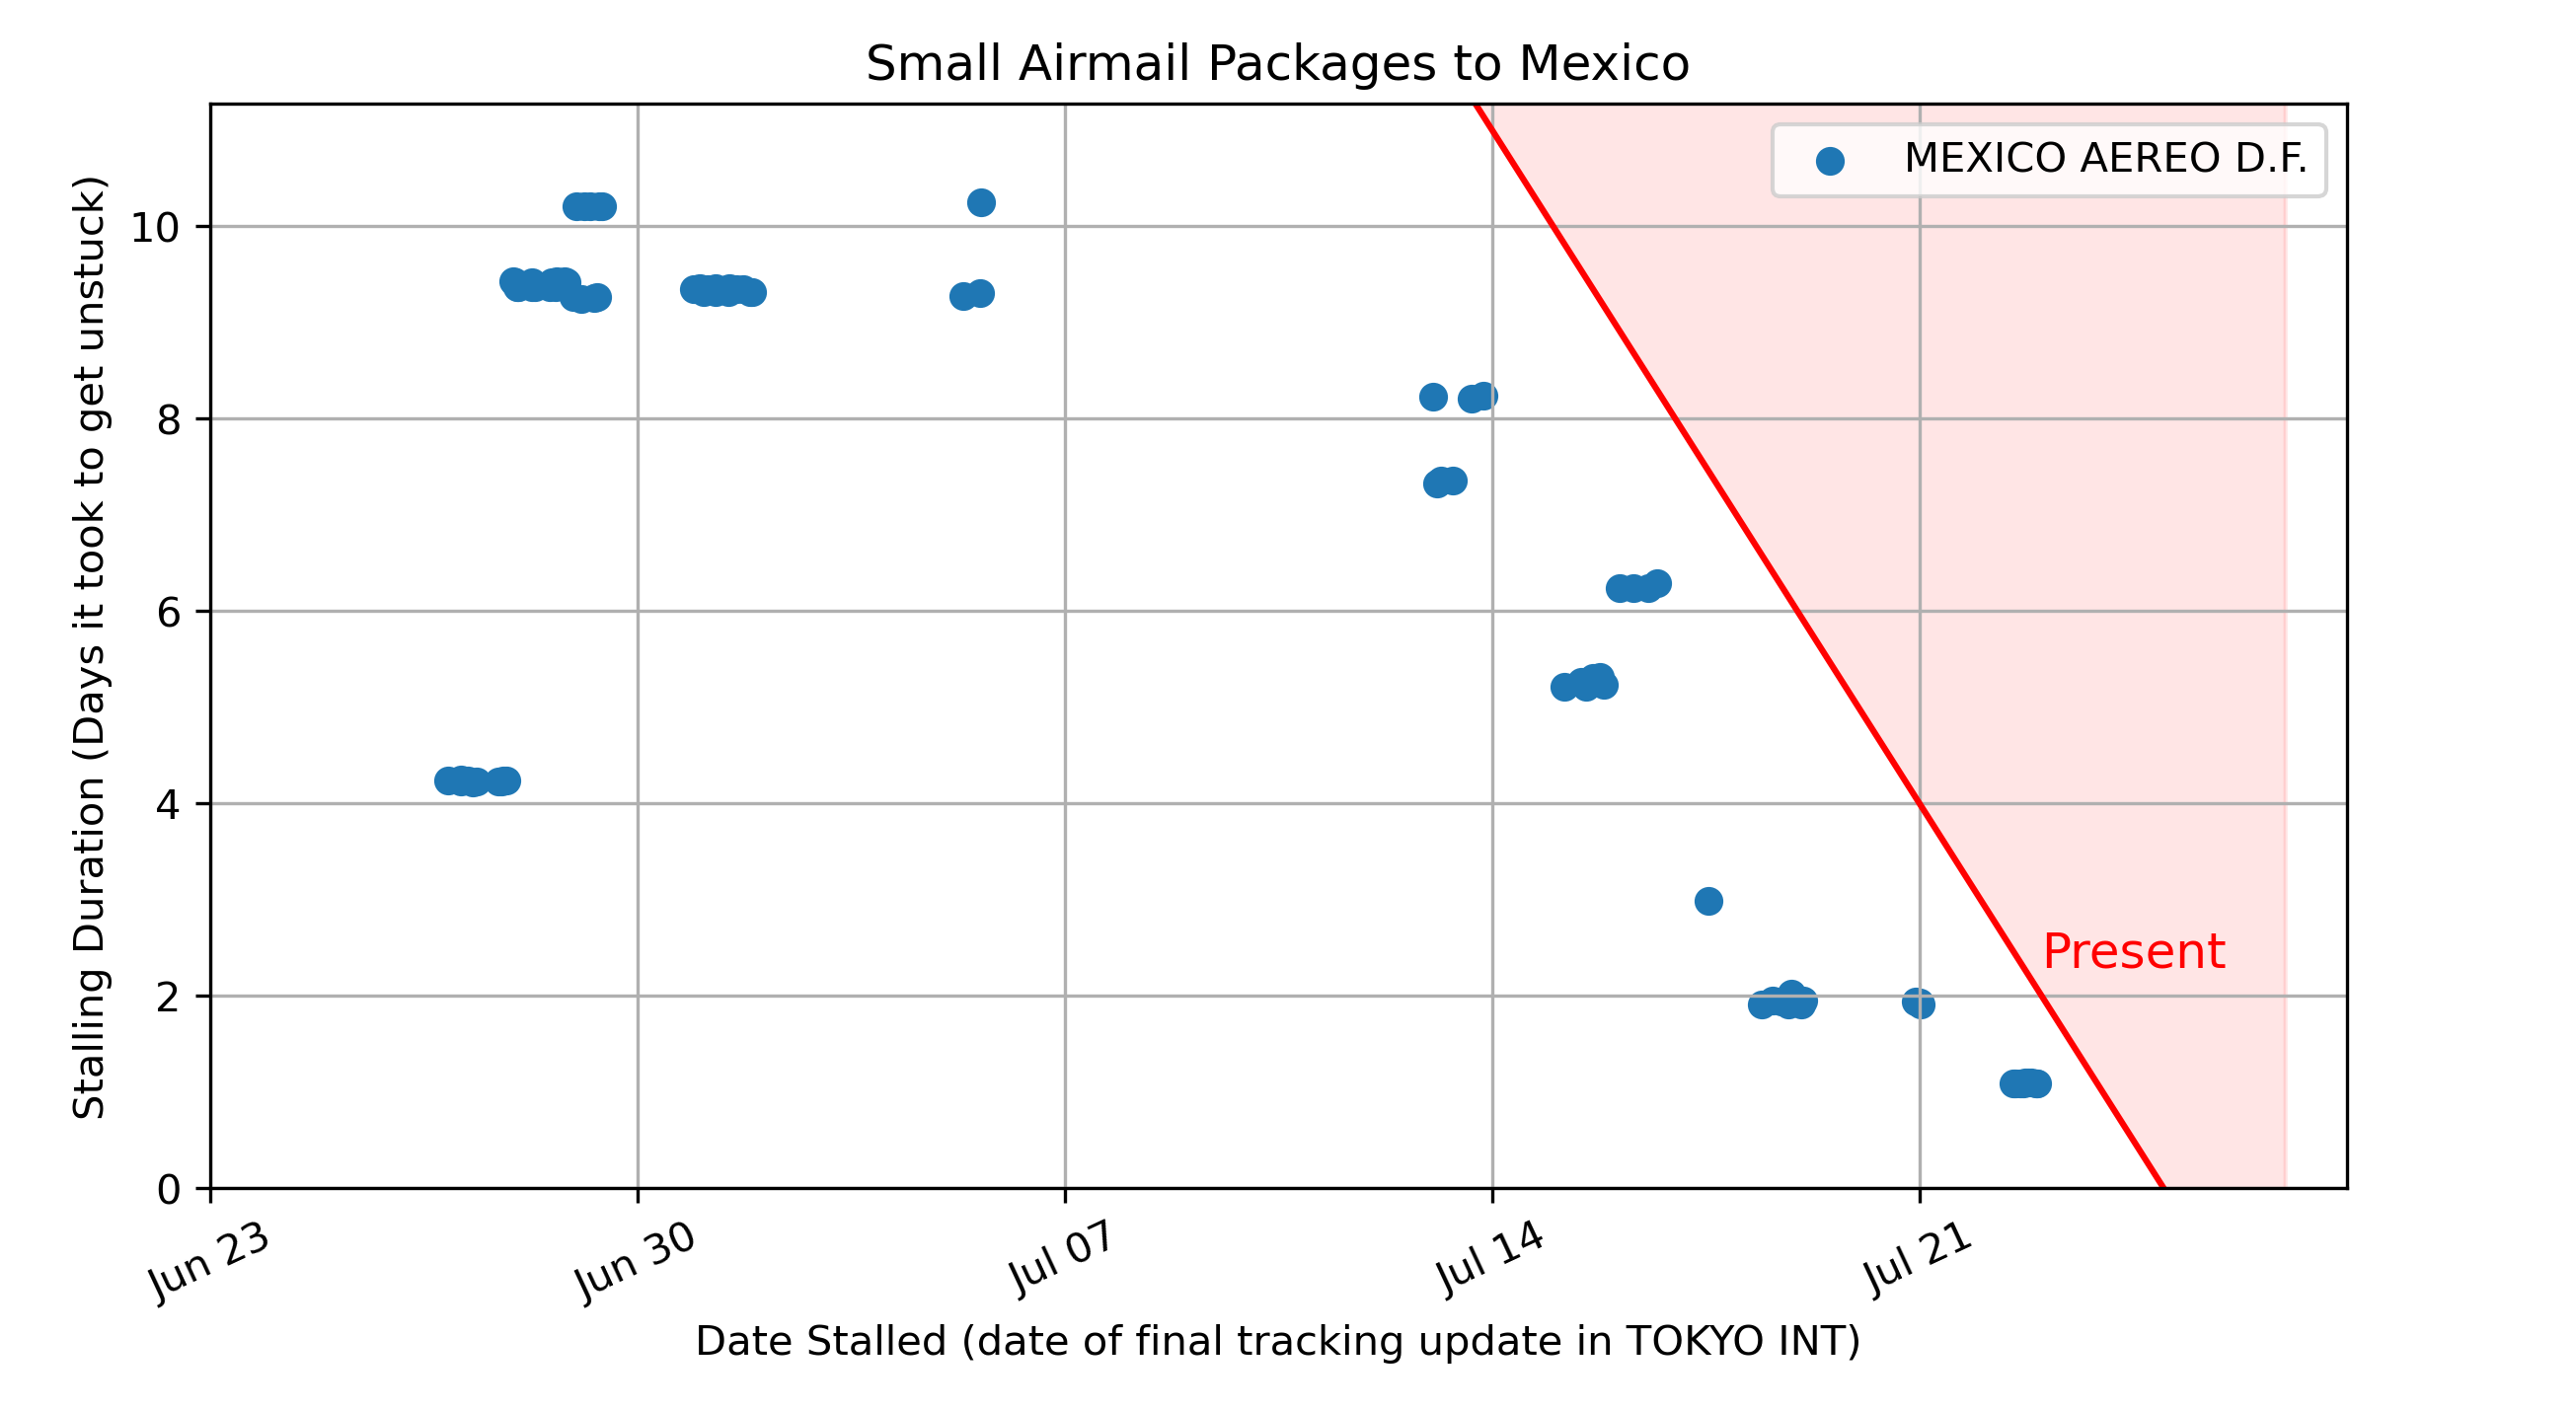 Small Airmail Packages to Mexico
MEXICO AEREO D.F.
Stalling Duration (Days it took to get unstuck)
10
8
6
4
2
0
Present
Jun 23
Jun 30
Jul 07
Jul 14
Jul 21
Date Stalled (date of final tracking update in TOKYO INT)